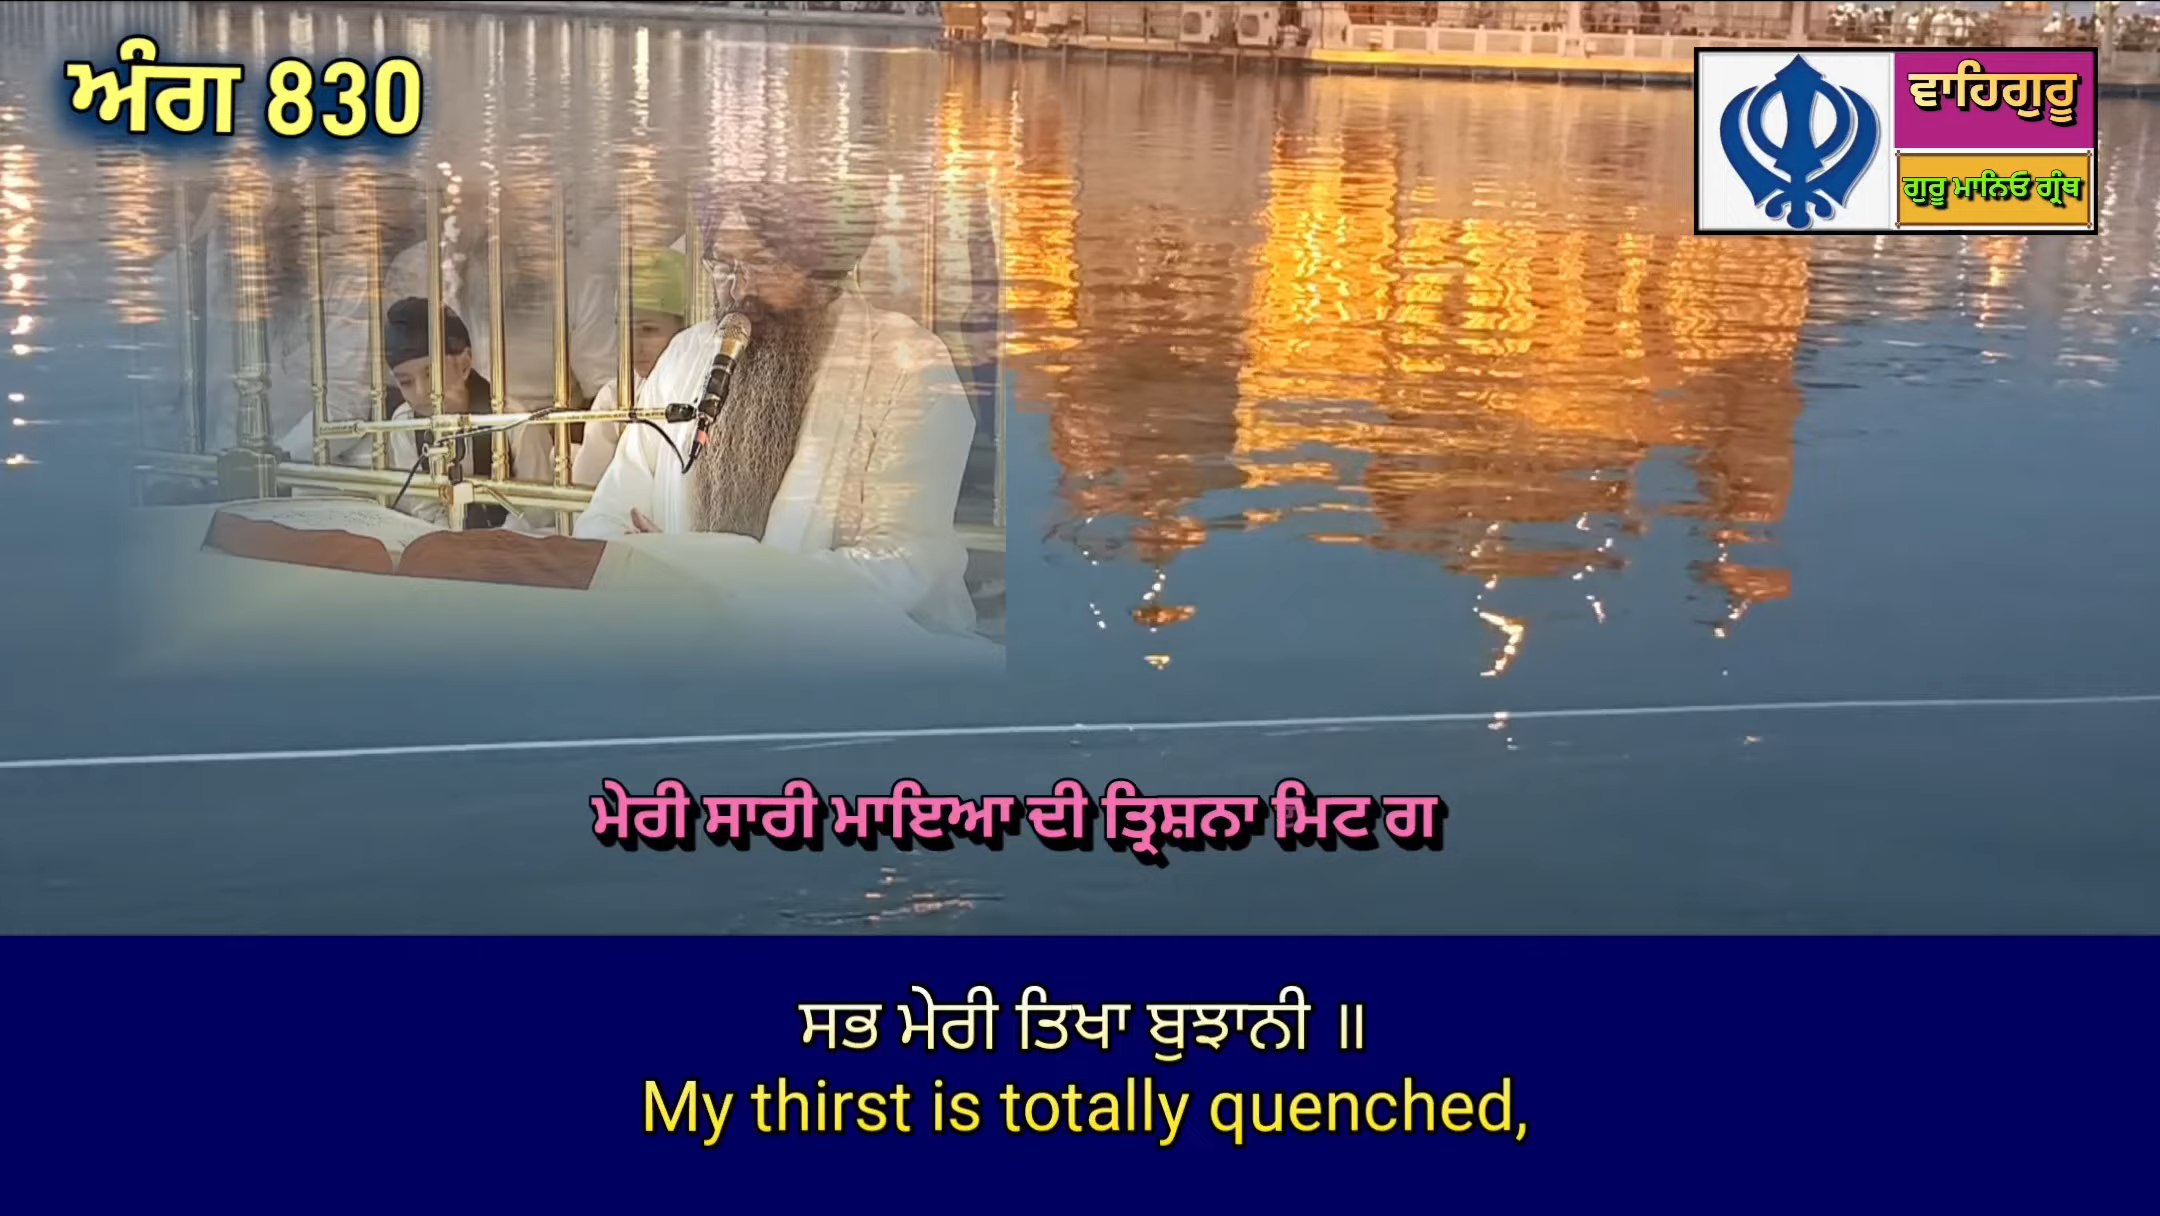 ਅੰਗ 830
ਵਾਹਿਗੁਰੂ
ਗੁਰੂ ਮਾਨਿਓ ਗ੍ਰੰਥ
ਮੇਰੀ ਸਾਰੀ ਮਾਇਆ ਦੀ ਤ੍ਰਿਸ਼ਨਾ ਮਿਟ ਗ
ਸਭ ਮੇਰੀ ਤਿਖਾ ਬੁਝਾਨੀ ॥
My thirst is totally quenched,